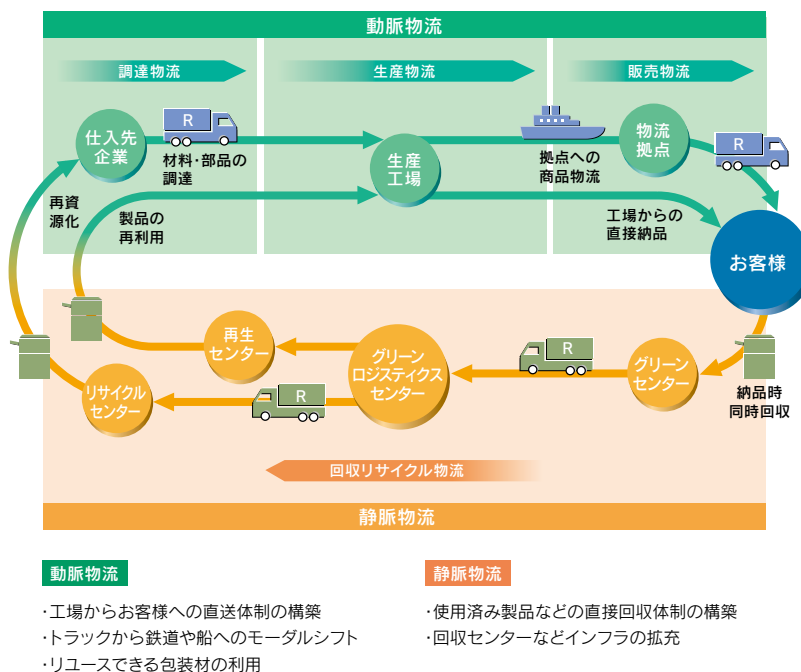 動脈物流
調達物流
生産物流
販売物流
仕入先
企業
R
材料・部品の
調達
生産
工場
拠点への
商品物流
物流
拠点
R
再資
源化
製品の
再利用
工場からの
直接納品
お客様
再生
センター
グリーン
ロジスティクス
センター
R
グリーン
センター
リサイクル
センター
R
納品時
同時回収
回収リサイクル物流
静脈物流
動脈物流
・工場からお客様への直送体制の構築
・トラックから鉄道や船へのモーダルシフト
・リユースできる包装材の利用
静脈物流
・使用済み製品などの直接回収体制の構築
・回収センターなどインフラの拡充